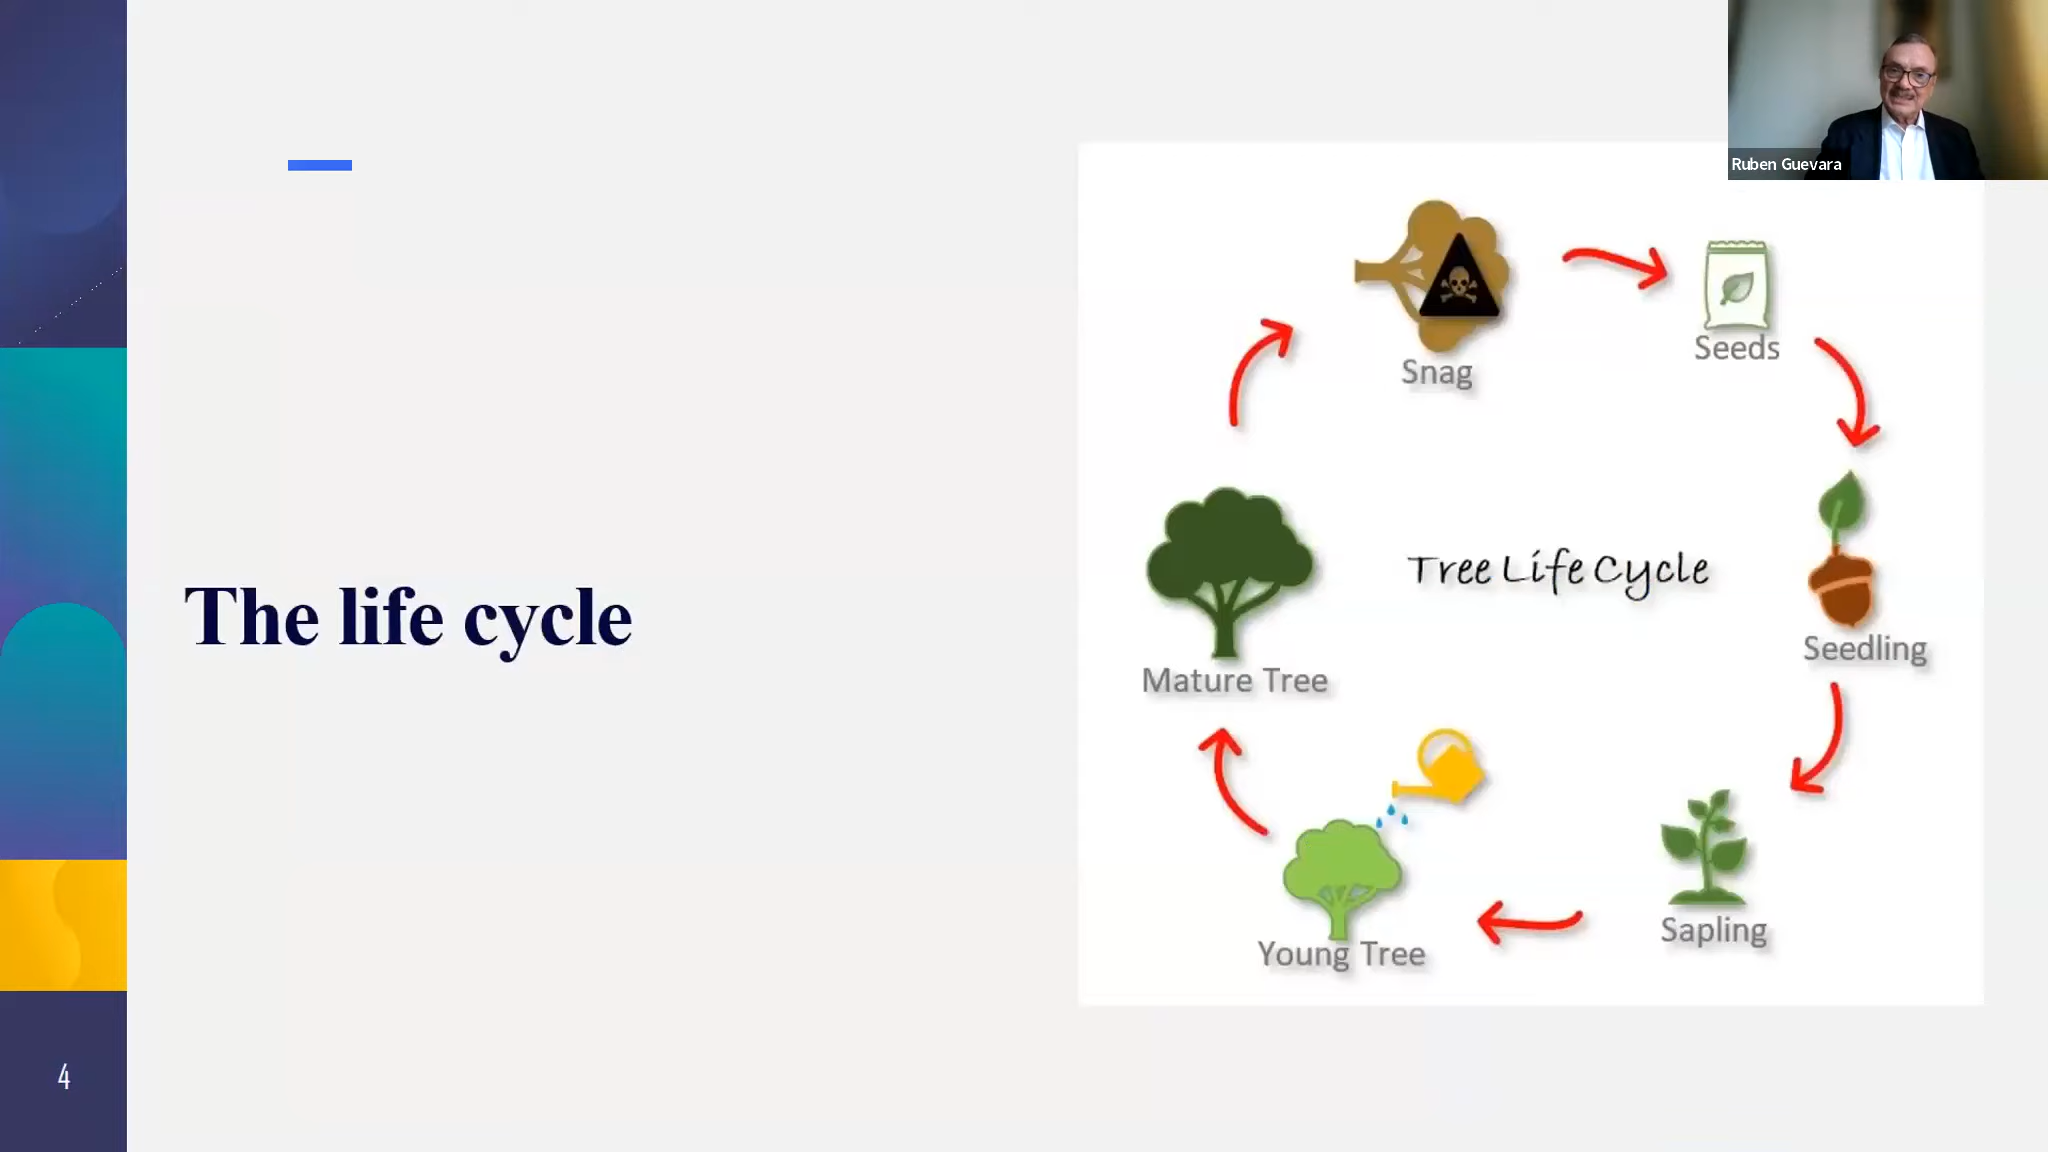 Ruben Guevara
The life cycle
Snag
Seeds
Tree Life Cycle
Seedling
Mature Tree
Sapling
Young Tree
4